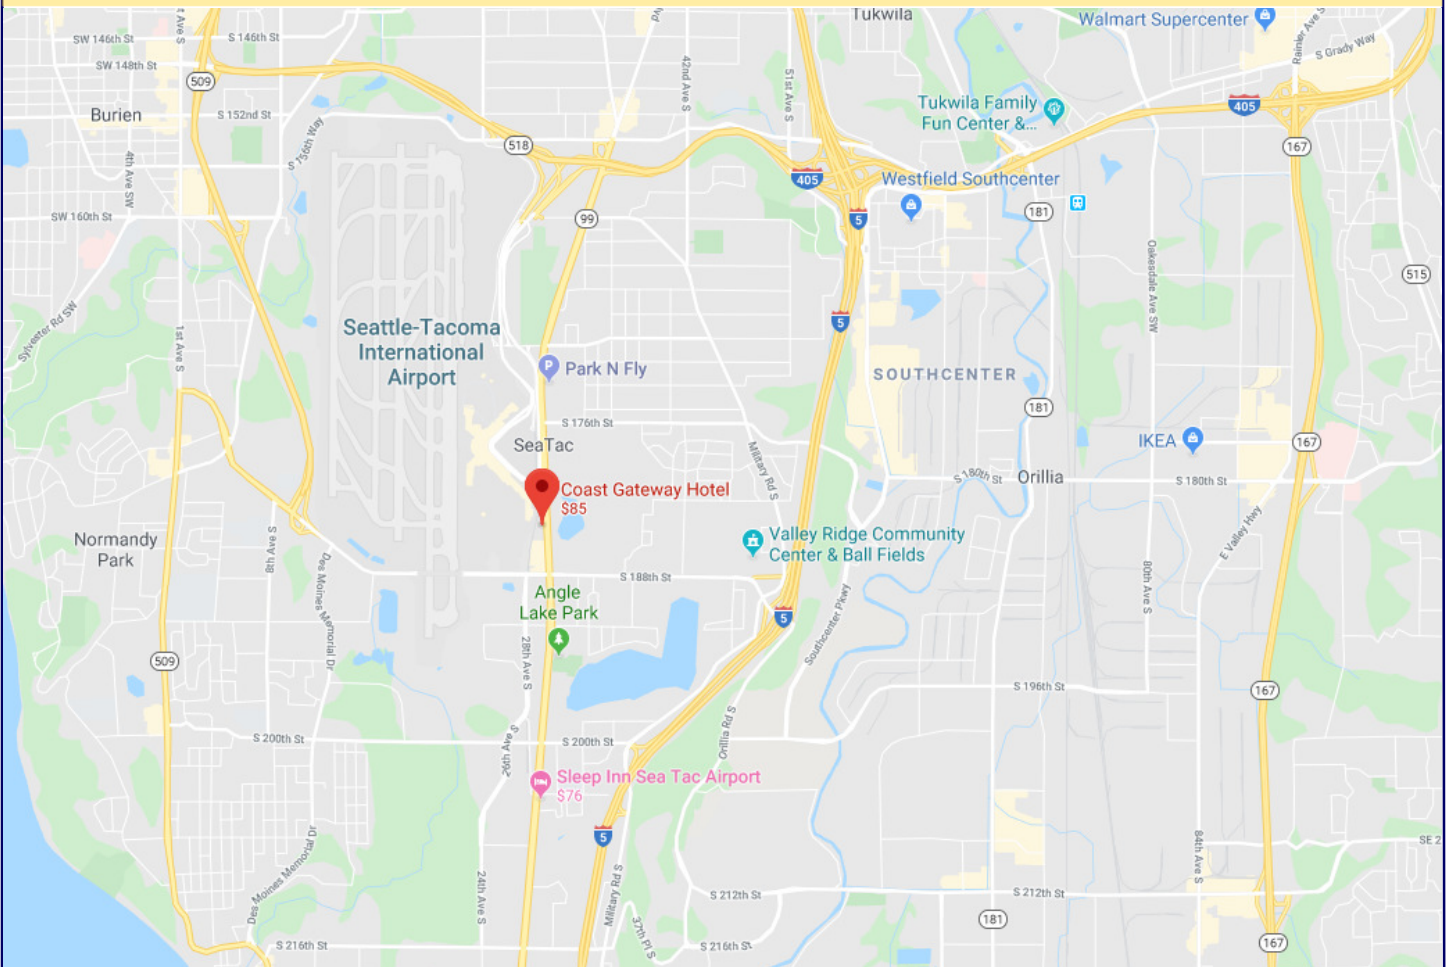 Tukwila
Walmart Supercenter
Rainier Ave S
S Grady Way
t Ave S
SW 146th St
S 146th St
SW 148th St
509
42nd Ave S
51st Ave S
Burien
S 152nd St
Tukwila Family
Fun Center &...
405
518
167
S 156th Way
4th Ave SW
405
Westfield Southcenter
SW 160th St
99
5
181
Oakesdale Ave SW
515
Sylvester Rd SW
1st Ave S
Seattle-Tacoma
International
Airport
5
Park N Fly
SOUTHCENTER
181
S 176th St
SeaTac
Military Rd S
IKEA
167
S 180th St
Orillia
S 180th St
Coast Gateway Hotel
$85
E Valley Hwy
Normandy
Park
8th Ave S
Des Moines Memorial Dr
Valley Ridge Community
Center & Ball Fields
S 188th St
80th Ave S
Angle
Lake Park
5
Southcenter Pkwy
28th Ave S
509
S 196th St
167
Orillia Rd S
S 200th St
26th Ave S
S 200th St
Sleep Inn Sea Tac Airport
$76
5
84th Ave S
SE 2
Des Moines Memorial Dr
24th Ave S
Military Rd S
S 212th St
S 212th St
181
37th Pl S
S 216th St
S 216th St
167